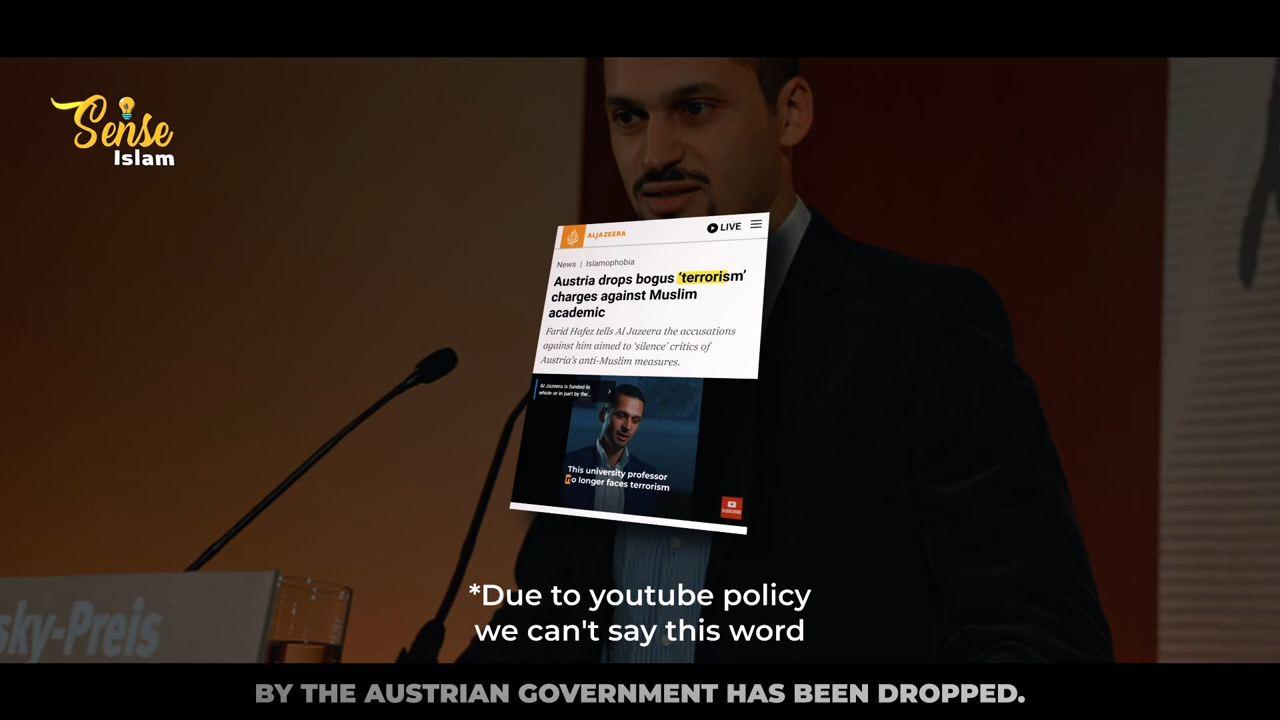 Sense
Islam
ALJAZEERA
LIVE
News | Islamophobia
Austria drops bogus ‘terrorism’
charges against Muslim
academic
Farid Hafez tells Al Jazeera the accusations
against him aimed to ‘silence’ critics of
Austria’s anti-Muslim measures.
Al Jazeera is funded in
whole or in part by the...
This university professor
no longer faces terrorism
SUBSCRIBE
sky-Preis
*Due to youtube policy
we can't say this word
BY THE AUSTRIAN GOVERNMENT HAS BEEN DROPPED.